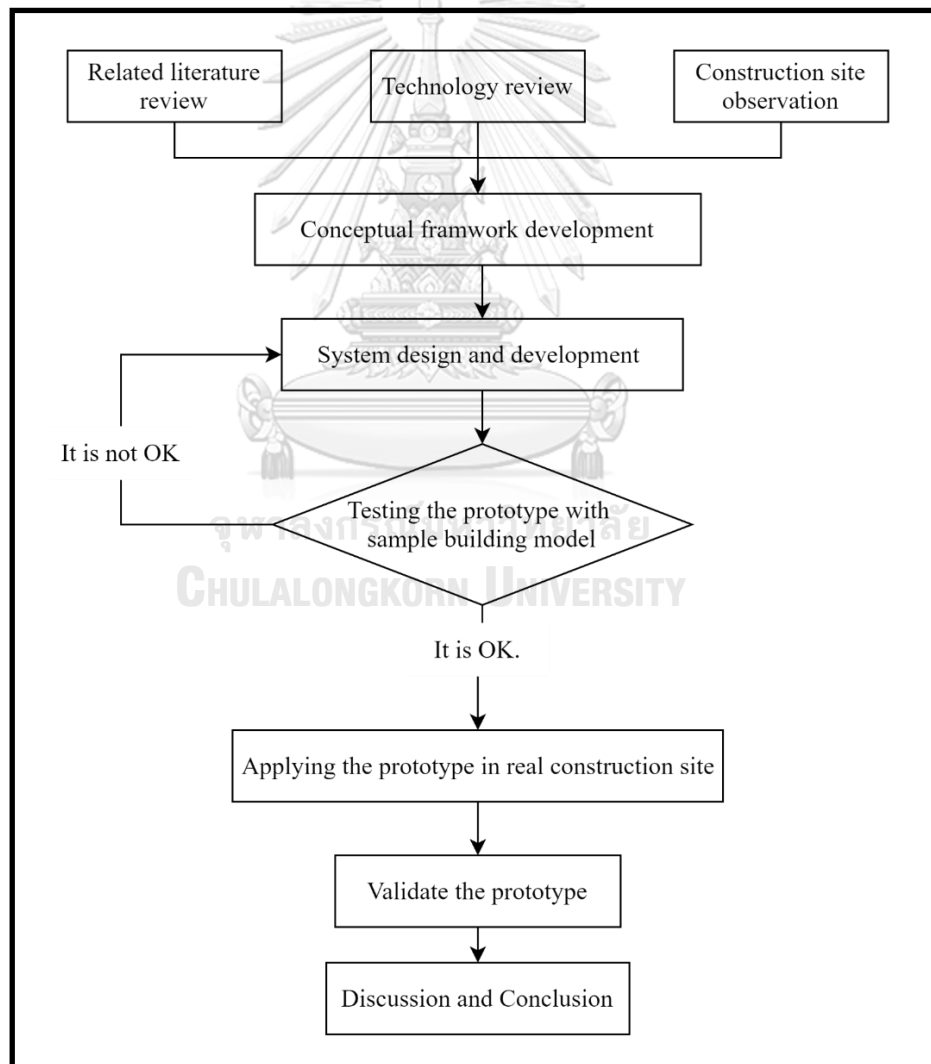 Related literature
review
Technology review
Construction site
observation
Conceptual framwork development
System design and development
It is not OK
Testing the prototype with
sample building model
จุฬาลงกรณ์มหาวิทยาลัย
CHULALONGKORN UNIVERSITY
It is OK.
Applying the prototype in real construction site
Validate the prototype
Discussion and Conclusion